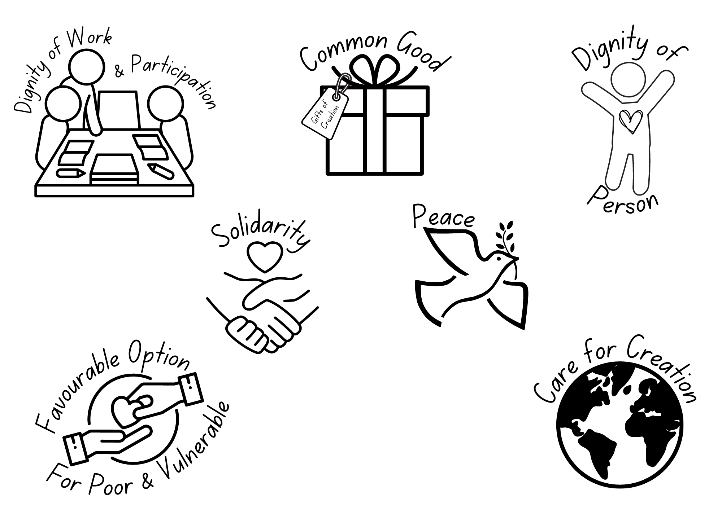 Dignity of Work
& Participation
Common Good
Gifts of
Creation
Dignity of
Person
Solidarity
Peace
Favourable Option
For Poor & Vulnerable
Care for Creation